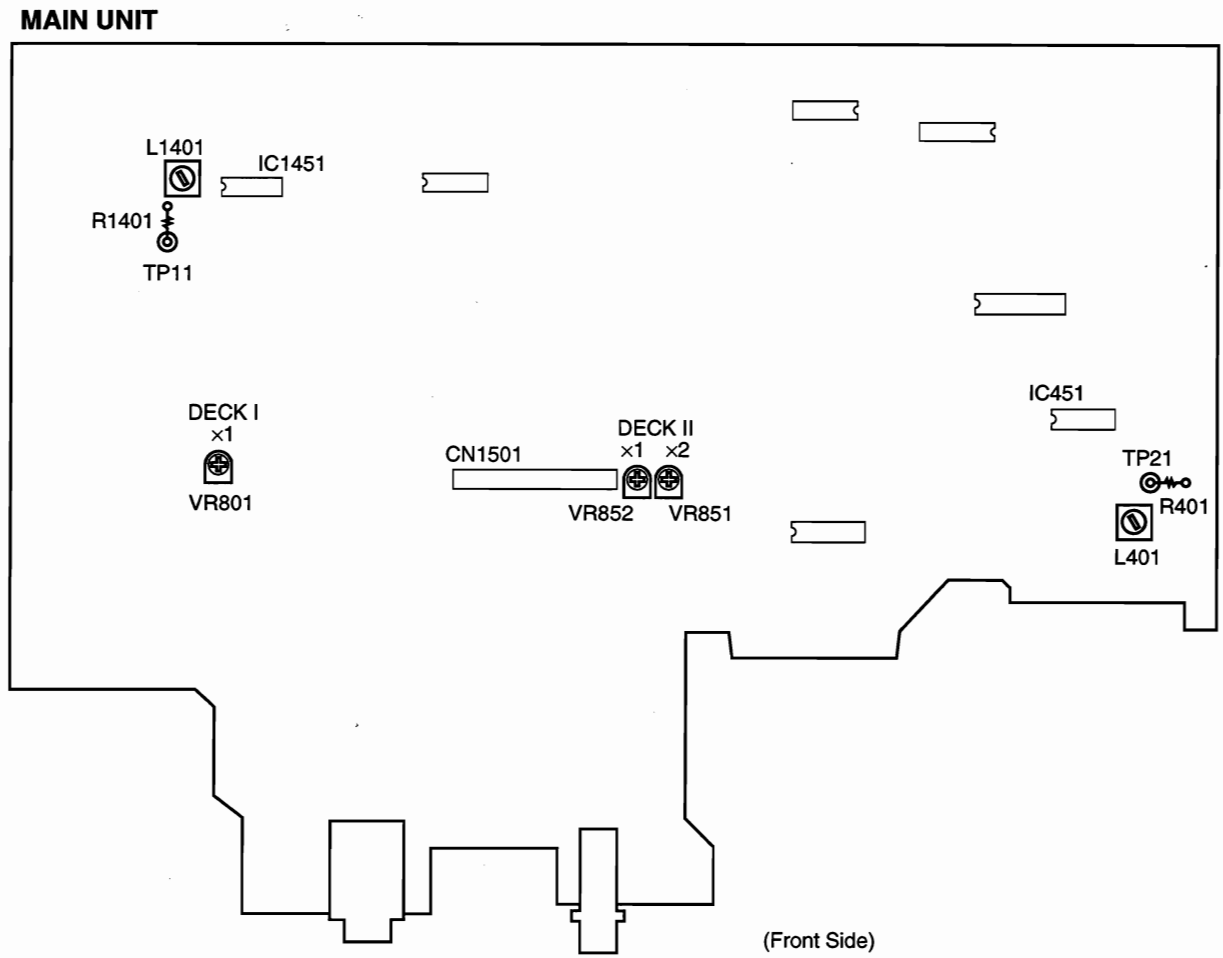 MAIN UNIT
L1401
IC1451
R1401
TP11
DECK I
×1
VR801
CN1501
DECK II
×1 ×2
VR852
VR851
IC451
TP21
R401
L401
(Front Side)